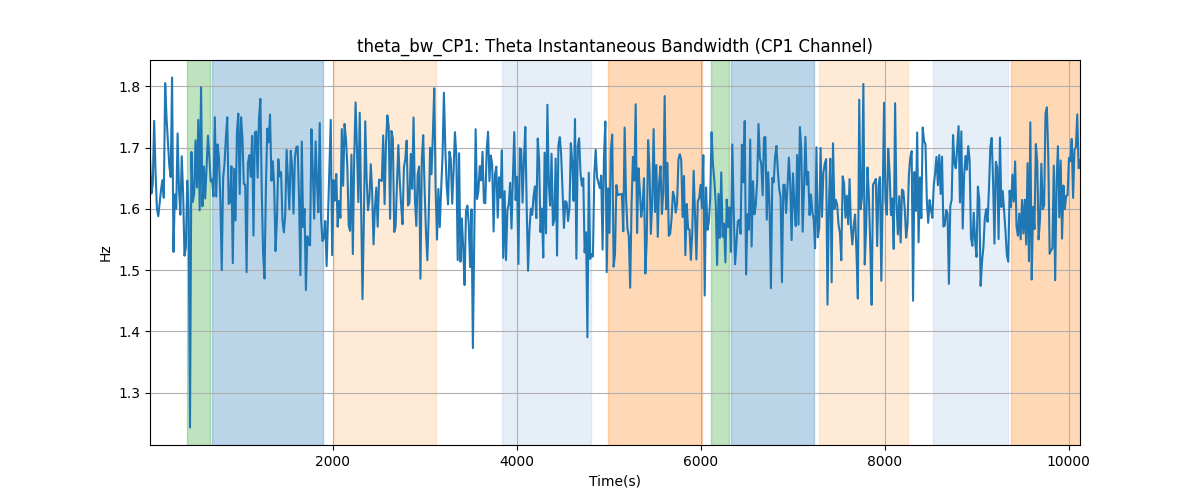 theta_bw_CP1: Theta Instantaneous Bandwidth (CP1 Channel)
1.8
1.7
1.6
1.5
1.4
1.3
Hz
2000 4000 6000 8000 10000
Time(s)